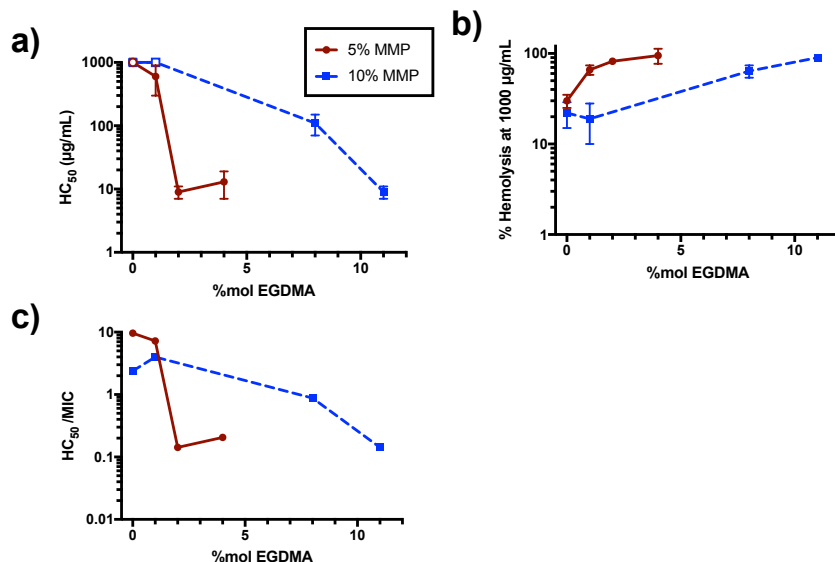 a)
5% MMP
10% MMP
HC50 (µg/mL)
1000
100
10
1
0
5
10
%mol EGDMA
b)
% Hemolysis at 1000 µg/mL
100
10
1
0
5
10
%mol EGDMA
c)
HC50 /MIC
10
1
0.1
0.01
0
5
10
%mol EGDMA